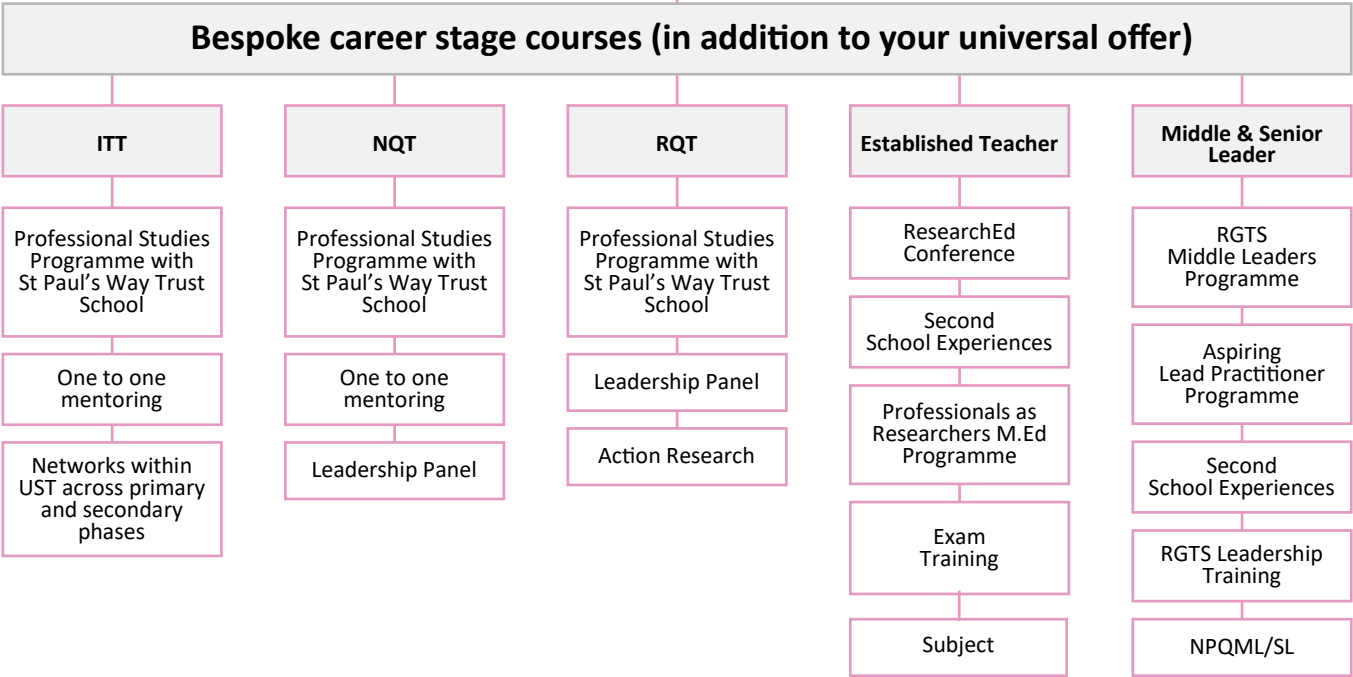 Bespoke career stage courses (in addition to your universal offer)
ITT
Professional Studies
Programme with
St Paul’s Way Trust
School
One to one
mentoring
Networks within
UST across primary
and secondary
phases
NQT
Professional Studies
Programme with
St Paul’s Way Trust
School
One to one
mentoring
Leadership Panel
RQT
Professional Studies
Programme with
St Paul’s Way Trust
School
Leadership Panel
Action Research
Established Teacher
ResearchEd
Conference
Second
School Experiences
Professionals as
Researchers M.Ed
Programme
Exam
Training
Subject
Middle & Senior
Leader
RGTS
Middle Leaders
Programme
Aspiring
Lead Practitioner
Programme
Second
School Experiences
RGTS Leadership
Training
NPQML/SL